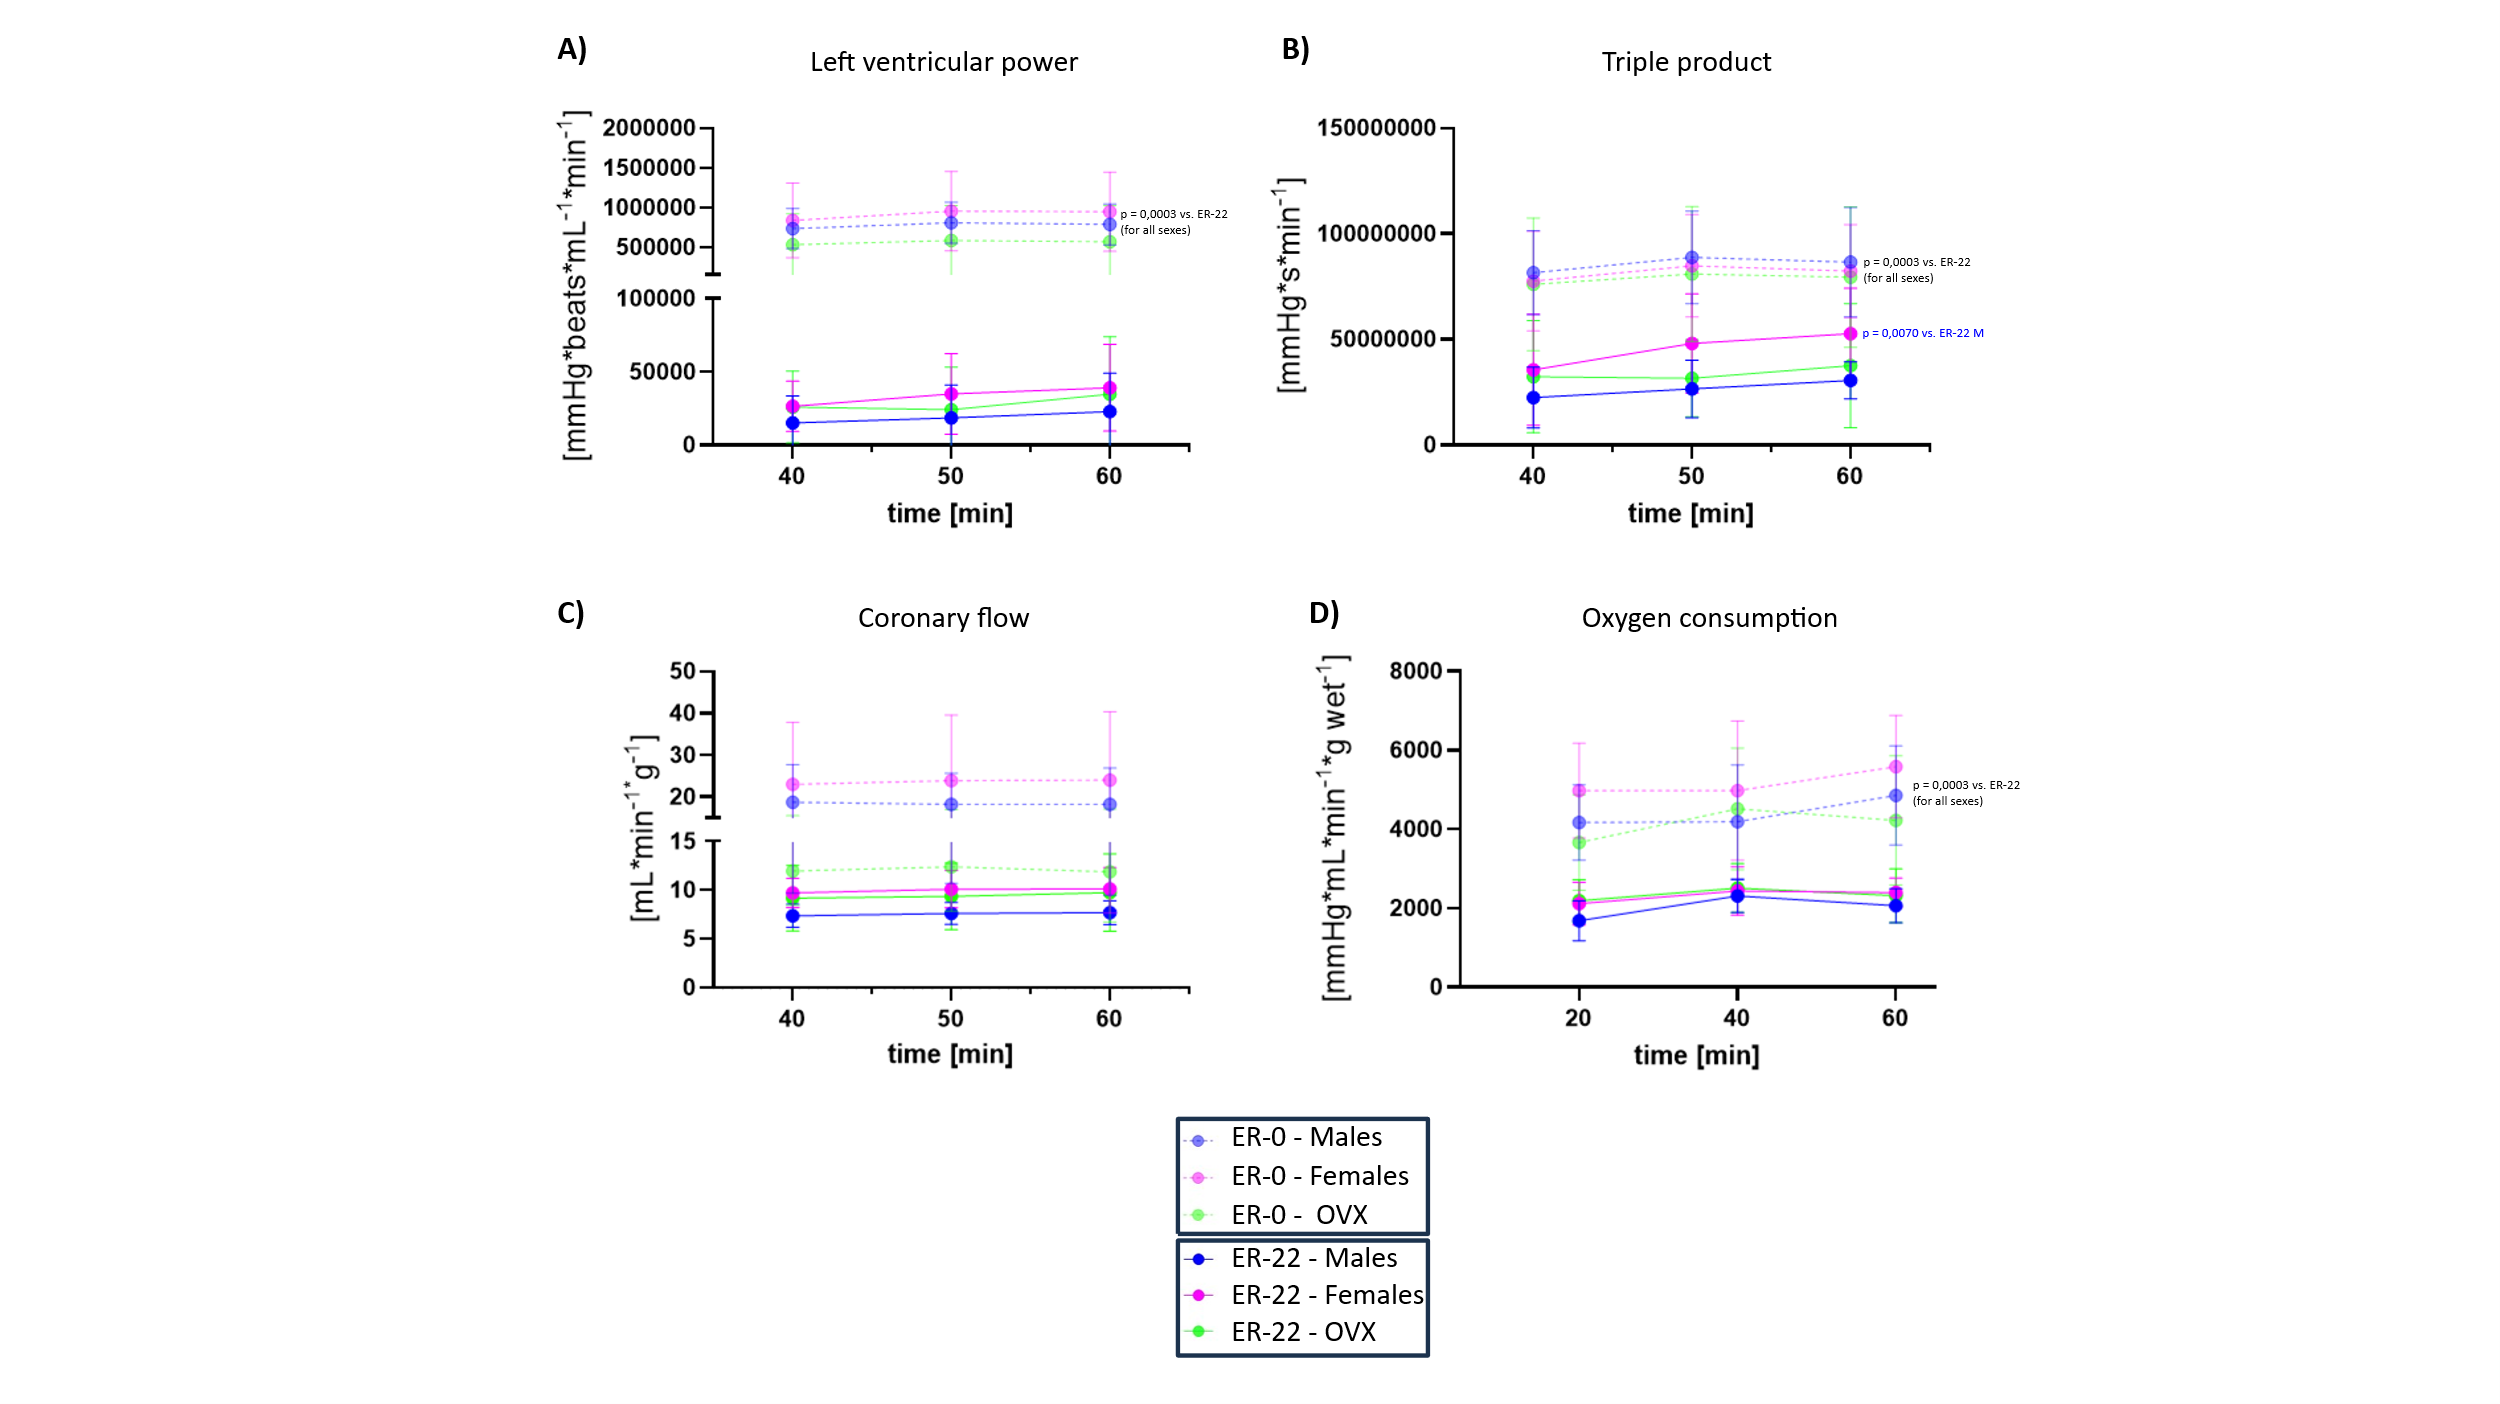 A)
Left ventricular power
[mmHg*beats*mL⁻¹*min⁻¹]
2000000
1500000
1000000
500000
100000
50000
0
p = 0,0003 vs. ER-22
(for all sexes)
40 50 60
time [min]
B)
Triple product
[mmHg*s*min⁻¹]
150000000
100000000
50000000
0
p = 0,0003 vs. ER-22
(for all sexes)
p = 0,0070 vs. ER-22 M
40 50 60
time [min]
C)
Coronary flow
[mL*min⁻¹*g⁻¹]
50
40
30
20
15
10
5
0
40 50 60
time [min]
D)
Oxygen consumption
[mmHg*mL*min⁻¹*g wet⁻¹]
8000
6000
4000
2000
0
p = 0,0003 vs. ER-22
(for all sexes)
20 40 60
time [min]
ER-0 - Males
ER-0 - Females
ER-0 - OVX
ER-22 - Males
ER-22 - Females
ER-22 - OVX